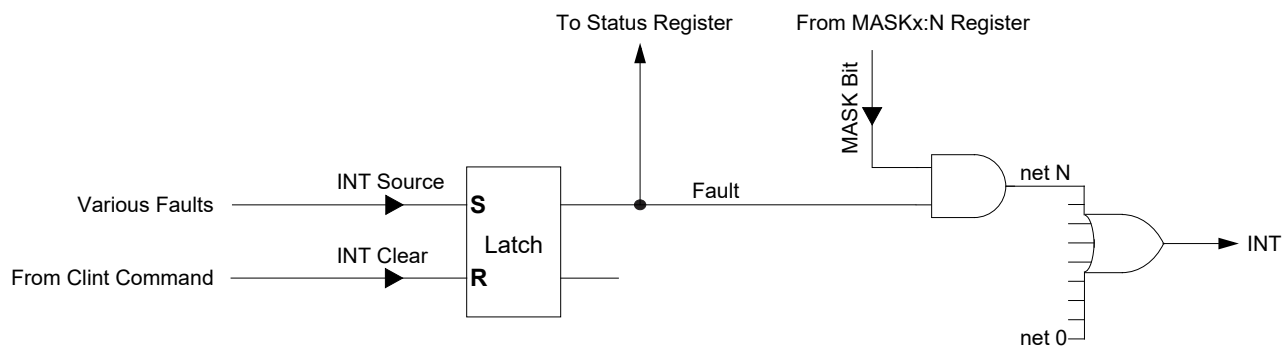 To Status Register
From MASKx:N Register
MASK Bit
INT Source
Various Faults
S
Latch
INT Clear
From Clint Command
R
Fault
net N
INT
net 0